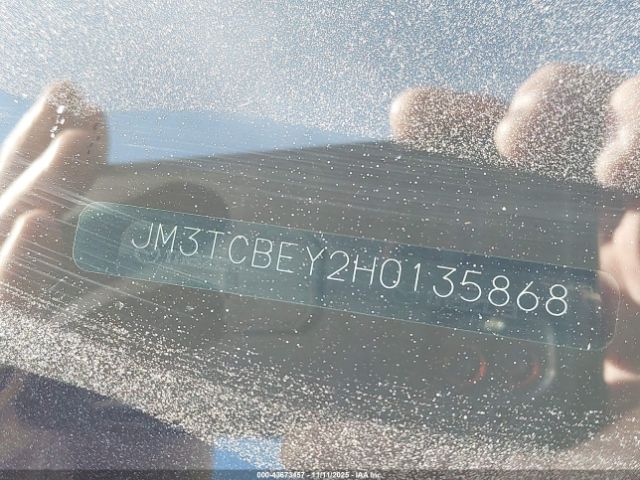 JM3TCBEY2H0135868
000-43673457 - 11/11/2025 - IAA Inc.